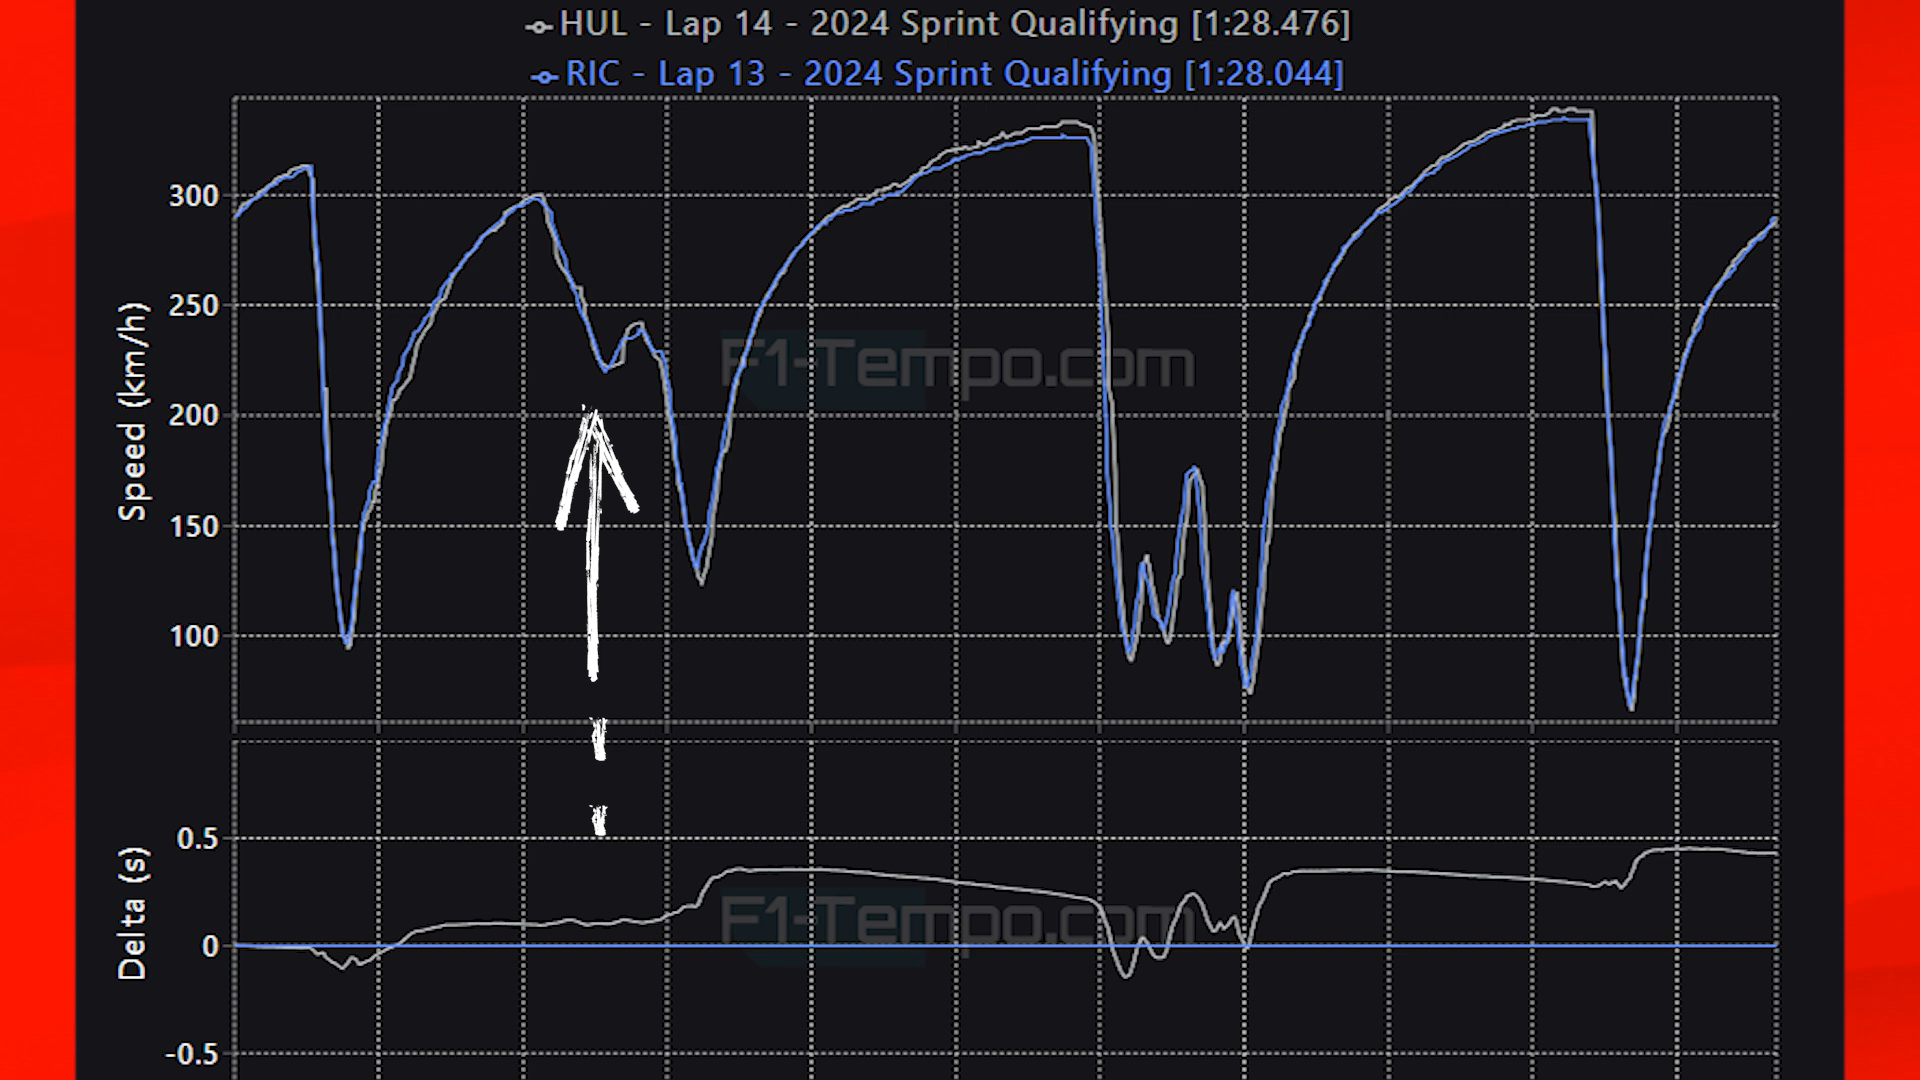 HUL - Lap 14 - 2024 Sprint Qualifying [1:28.476]
RIC - Lap 13 - 2024 Sprint Qualifying [1:28.044]
300
250
200
150
100
Speed (km/h)
F1-Tempo.com
0.5
0
-0.5
Delta (s)
F1-Tempo.com